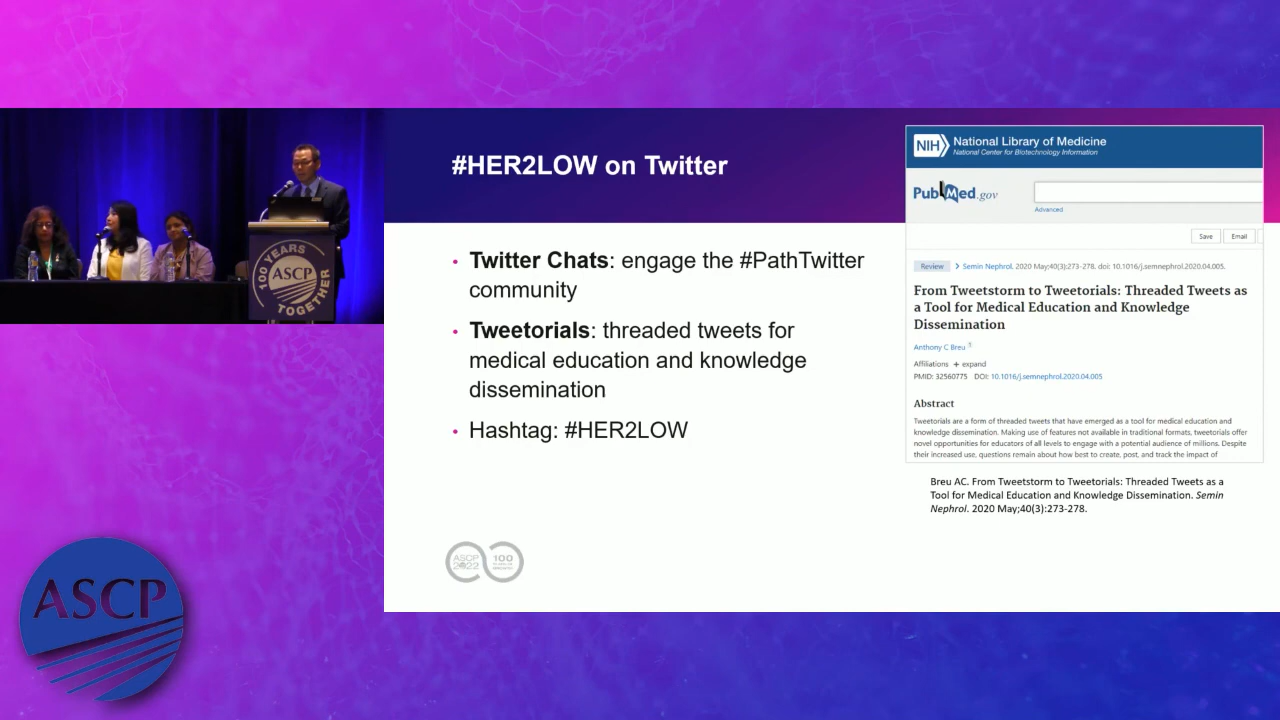 #HER2LOW on Twitter
• Twitter Chats: engage the #PathTwitter
community
• Tweetorials: threaded tweets for
medical education and knowledge
dissemination
• Hashtag: #HER2LOW
NIH National Library of Medicine
National Center for Biotechnology Information
PubMed.gov
Advanced
Save Email
Review > Semin Nephrol. 2020 May;40(3):273-278. doi: 10.1016/j.semnephrol.2020.04.005.
From Tweetstorm to Tweetorials: Threaded Tweets as
a Tool for Medical Education and Knowledge
Dissemination
Anthony C Breu
Affiliations + expand
PMID: 32560775 DOI: 10.1016/j.semnephrol.2020.04.005
Abstract
Tweetorials are a form of threaded tweets that have emerged as a tool for medical education and
knowledge dissemination. Making use of features not available in traditional formats, tweetorials offer
novel opportunities for educators of all levels to engage with a potential audience of millions. Despite
their increased use, questions remain about how best to create, post, and track the impact of
Breu AC. From Tweetstorm to Tweetorials: Threaded Tweets as a
Tool for Medical Education and Knowledge Dissemination. Semin
Nephrol. 2020 May;40(3):273-278.
100 YEARS
ASCP
TOGETHER
ASCP
2022
100
ASCP